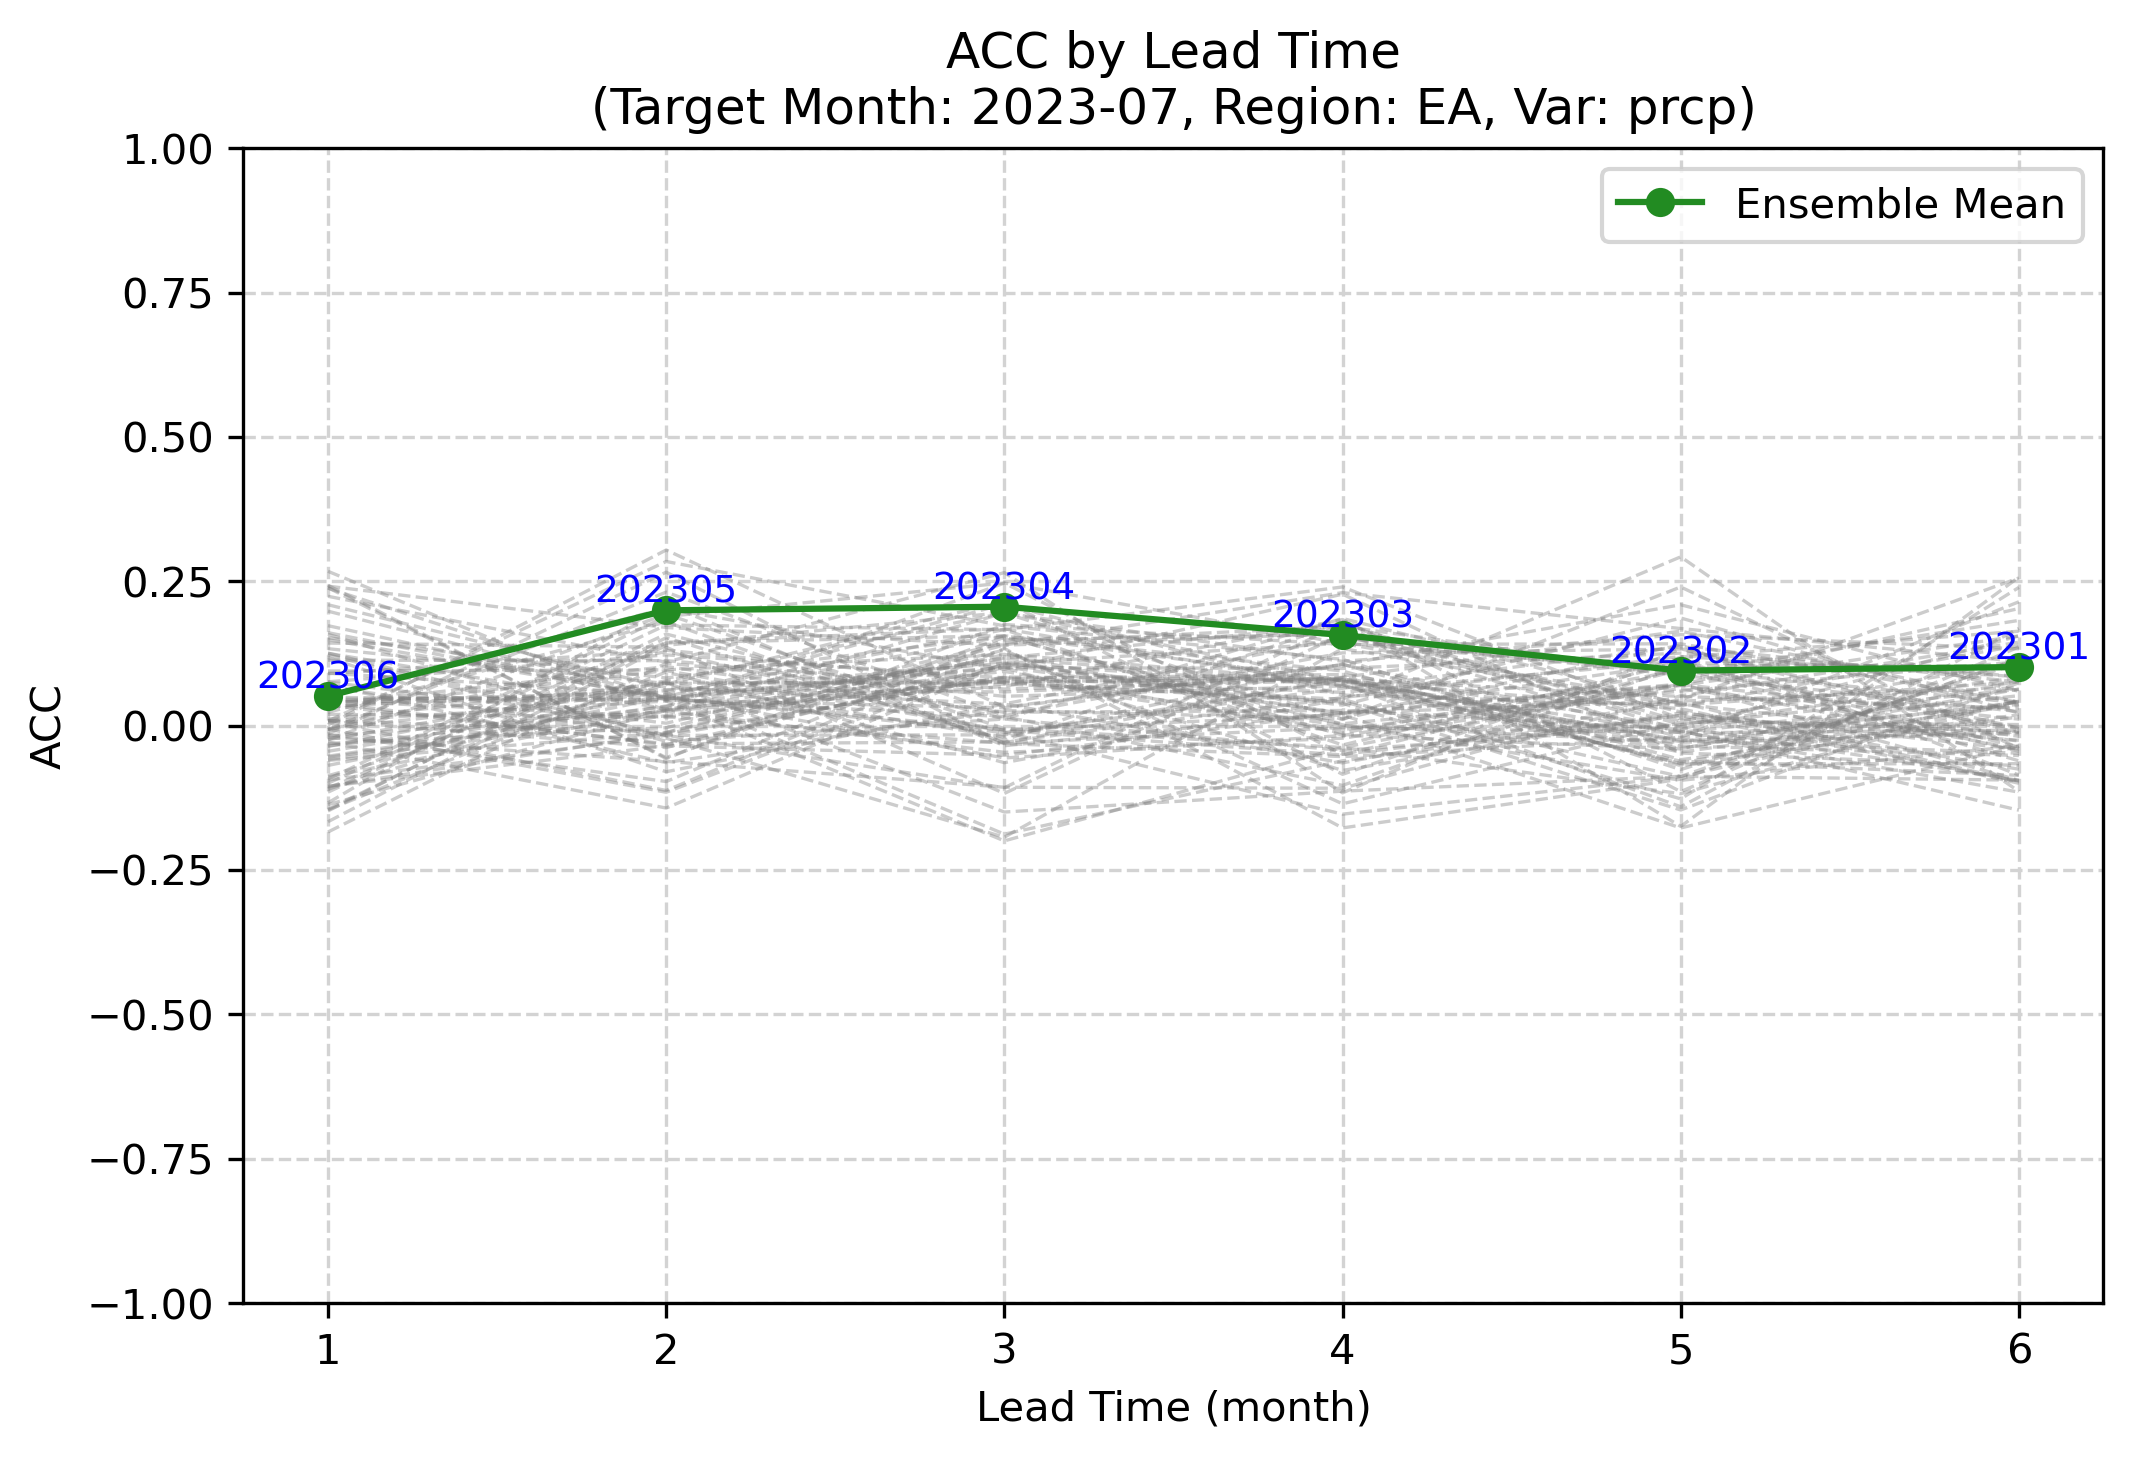 ACC by Lead Time
(Target Month: 2023-07, Region: EA, Var: prcp)
1.00
0.75
0.50
0.25
0.00
−0.25
−0.50
−0.75
−1.00
ACC
Ensemble Mean
202306
202305
202304
202303
202302
202301
1 2 3 4 5 6
Lead Time (month)